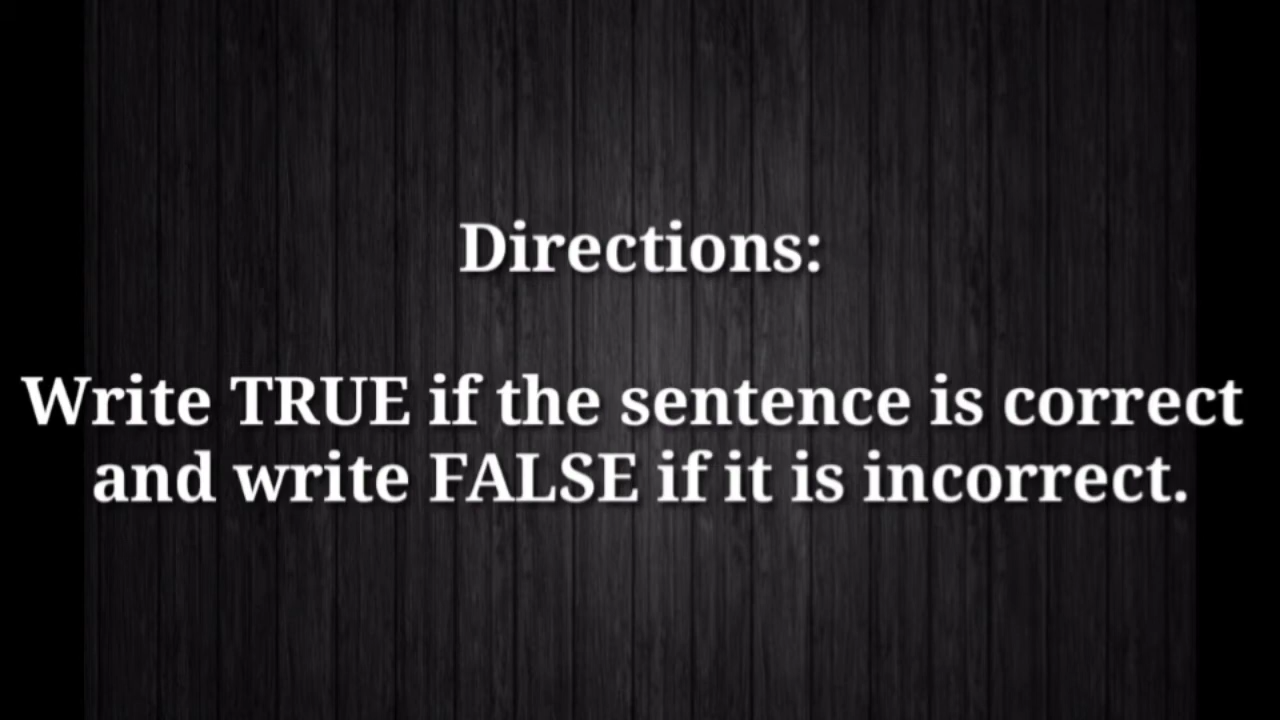 Directions:
Write TRUE if the sentence is correct
and write FALSE if it is incorrect.